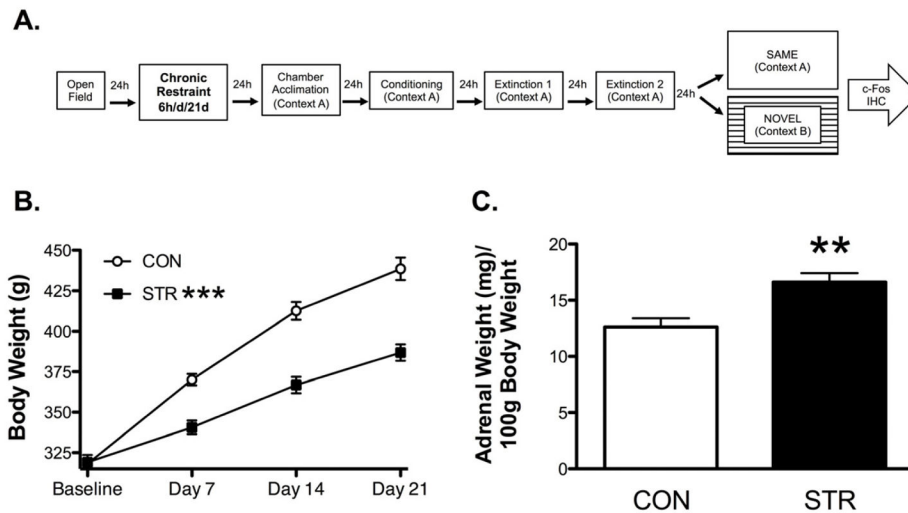 A.
Open
Field
24h
Chronic
Restraint
6h/d/21d
24h
Chamber
Acclimation
(Context A)
24h
Conditioning
(Context A)
24h
Extinction 1
(Context A)
24h
Extinction 2
(Context A)
24h
SAME
(Context A)
NOVEL
(Context B)
c-Fos
IHC
B.
Body Weight (g)
450
425
400
375
350
325
CON
STR ***
Baseline Day 7 Day 14 Day 21
C.
Adrenal Weight (mg)/
100g Body Weight
20
15
10
5
0
**
CON STR